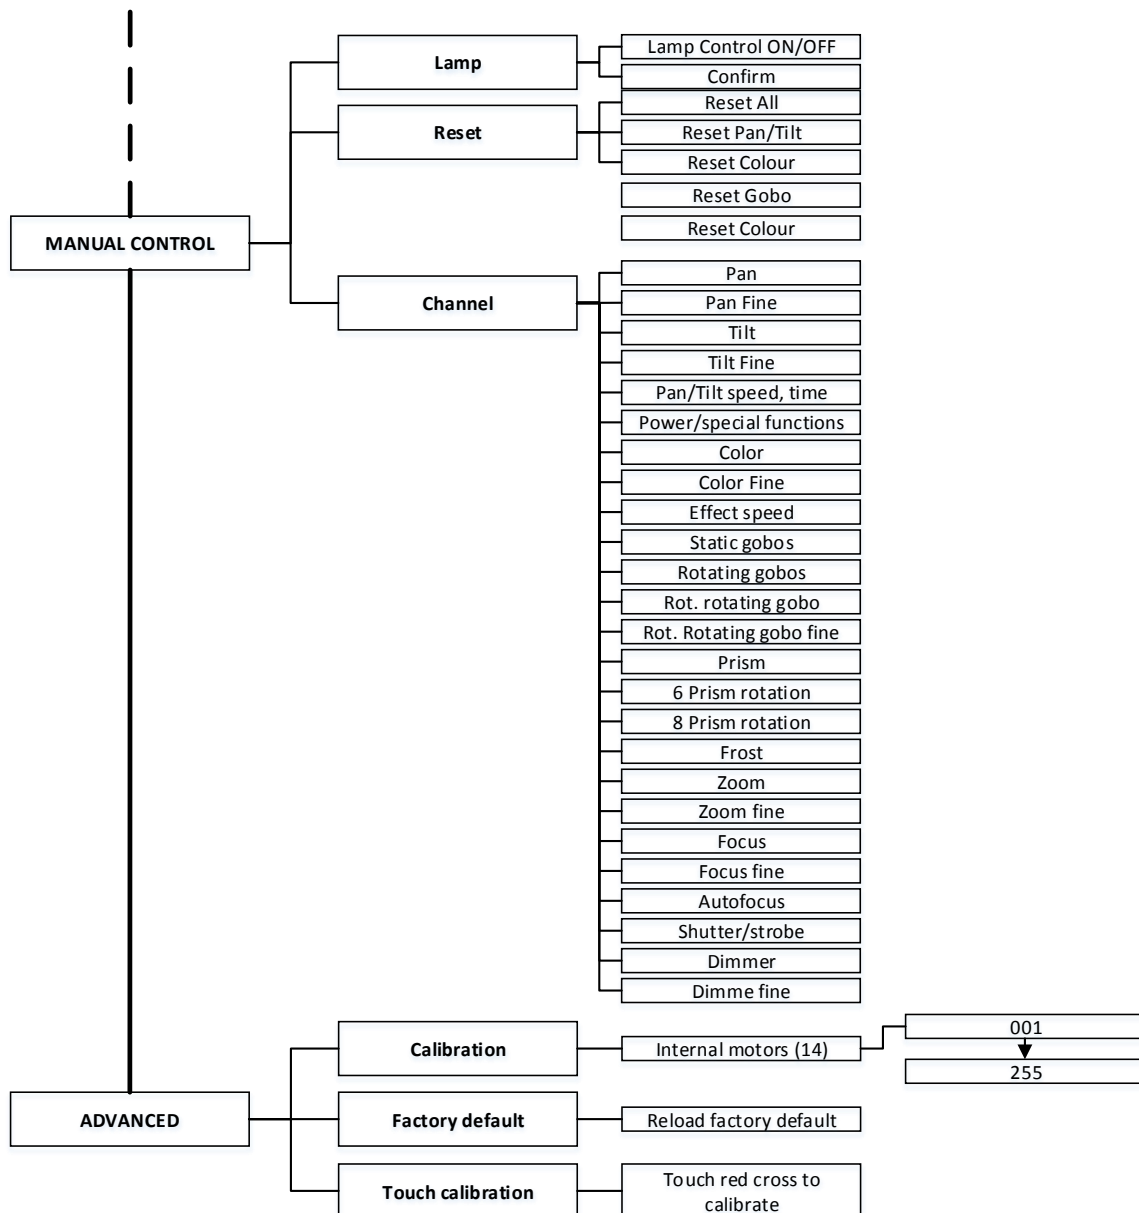 Lamp
Lamp Control ON/OFF
Confirm
Reset
Reset All
Reset Pan/Tilt
Reset Colour
Reset Gobo
Reset Colour
MANUAL CONTROL
Channel
Pan
Pan Fine
Tilt
Tilt Fine
Pan/Tilt speed, time
Power/special functions
Color
Color Fine
Effect speed
Static gobos
Rotating gobos
Rot. rotating gobo
Rot. Rotating gobo fine
Prism
6 Prism rotation
8 Prism rotation
Frost
Zoom
Zoom fine
Focus
Focus fine
Autofocus
Shutter/strobe
Dimmer
Dimme fine
Calibration
Internal motors (14)
001
255
ADVANCED
Factory default
Reload factory default
Touch calibration
Touch red cross to
calibrate